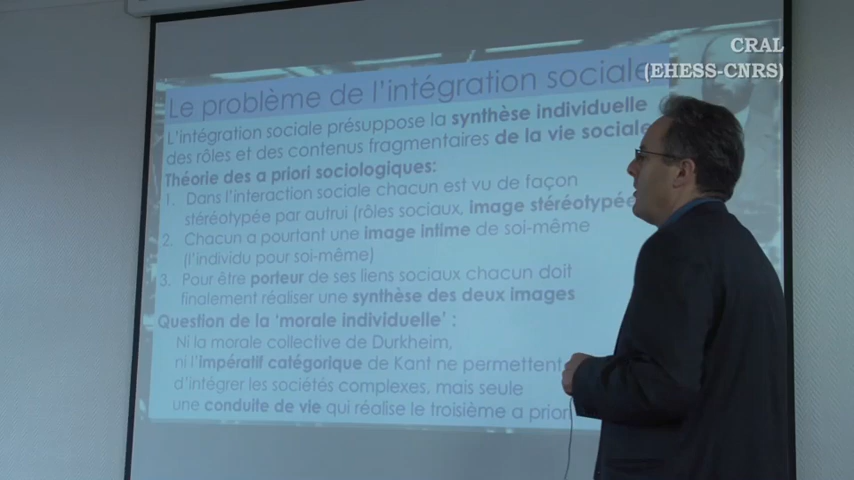 CRAL
(EHESS-CNRS)
Le problème de l'intégration sociale
L'intégration sociale présuppose la synthèse individuelle
des rôles et des contenus fragmentaires de la vie sociale
Théorie des a priori sociologiques:
1. Dans l'interaction sociale chacun est vu de façon
stéréotypée par autrui (rôles sociaux, image stéréotypée
2. Chacun a pourtant une image intime de soi-même
(l'individu pour soi-même)
3. Pour être porteur de ses liens sociaux chacun doit
finalement réaliser une synthèse des deux images
Question de la 'morale individuelle' :
Ni la morale collective de Durkheim,
ni l'impératif catégorique de Kant ne permettent
d'intégrer les sociétés complexes, mais seule
une conduite de vie qui réalise le troisième a priori